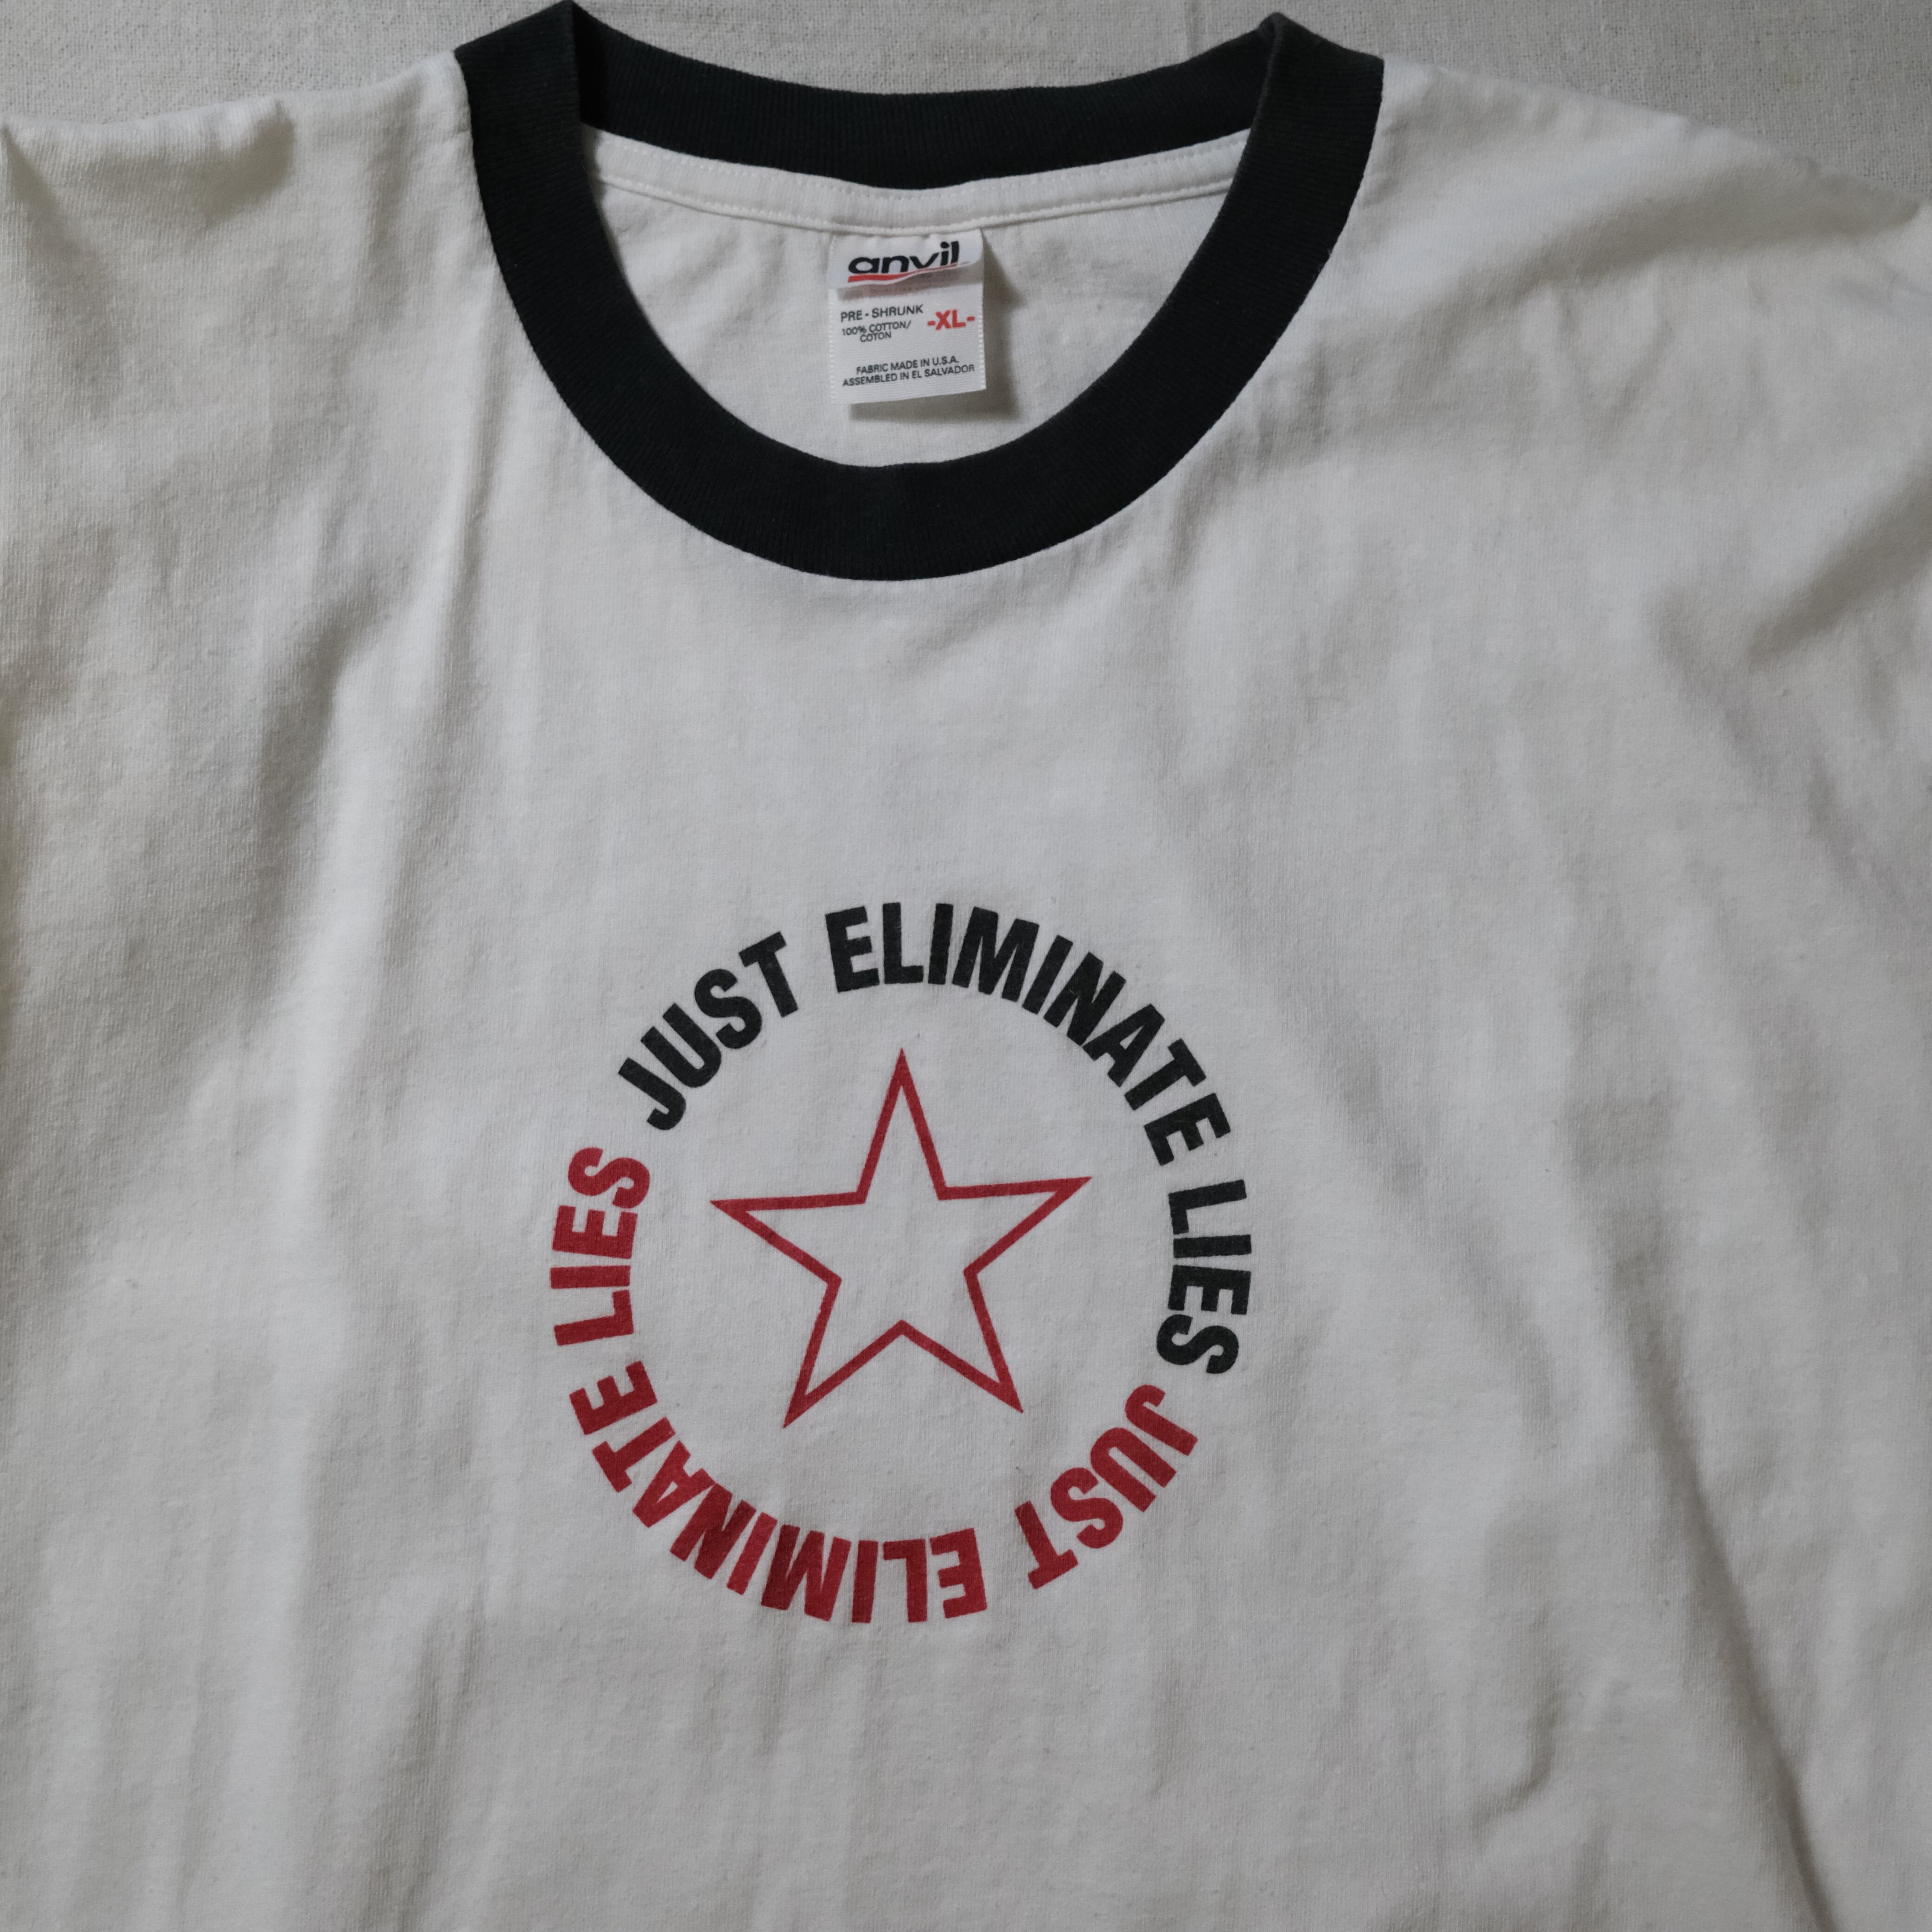 anvil
PRE-SHRUNK
100% COTTON/
COTON
-XL-
FABRIC MADE IN U.S.A.
ASSEMBLED IN EL SALVADOR
JUST ELIMINATE LIES
JUST ELIMINATE LIES